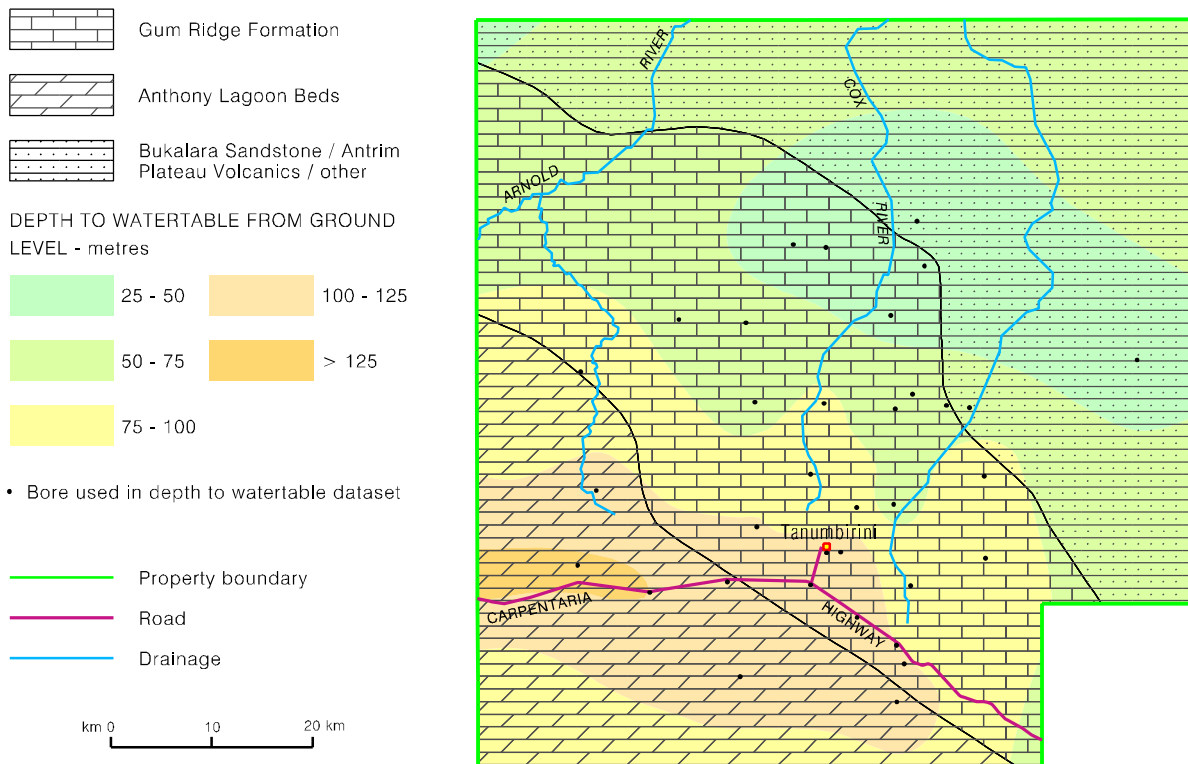 Gum Ridge Formation
Anthony Lagoon Beds
Bukalara Sandstone / Antrim
Plateau Volcanics / other
DEPTH TO WATERTABLE FROM GROUND
LEVEL - metres
25 - 50
100 - 125
50 - 75
> 125
75 - 100
• Bore used in depth to watertable dataset
Property boundary
Road
Drainage
km 0 10 20 km
RIVER
COX
ARNOLD
RIVER
Tanumbirini
CARPENTARIA
HIGHWAY